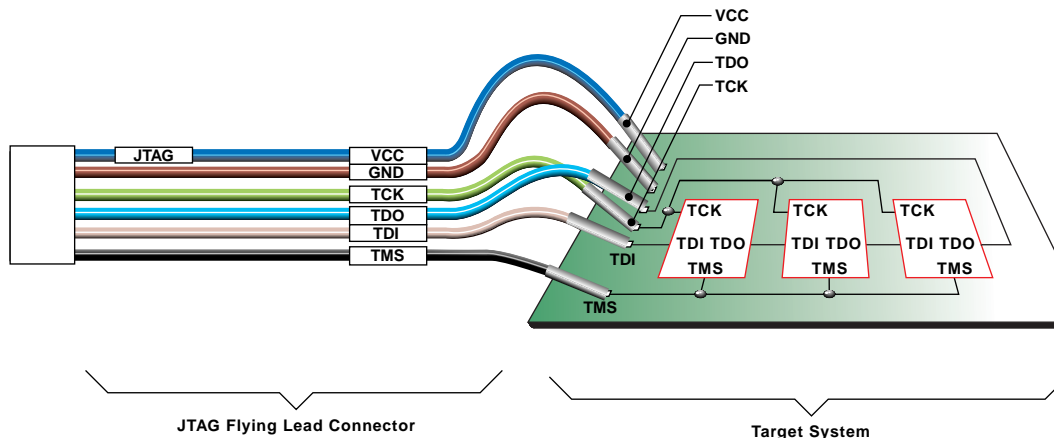 VCC
GND
TDO
TCK
JTAG
VCC
GND
TCK
TDO
TDI
TMS
TCK
TCK
TCK
TDI TDO
TDI TDO
TDI TDO
TMS
TMS
TMS
TDI
TMS
JTAG Flying Lead Connector
Target System